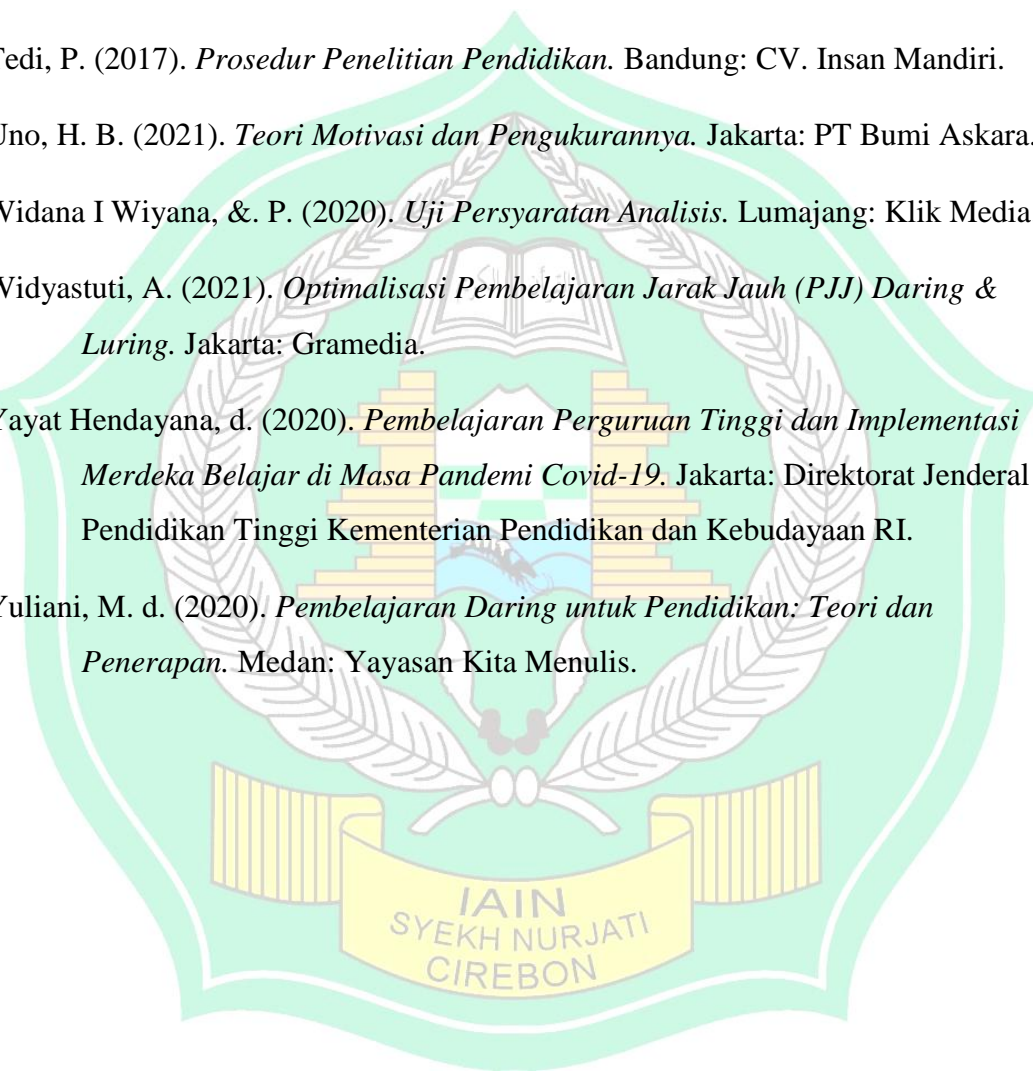 Tedi, P. (2017). Prosedur Penelitian Pendidikan. Bandung: CV. Insan Mandiri.
Uno, H. B. (2021). Teori Motivasi dan Pengukurannya. Jakarta: PT Bumi Askara.
Widana I Wiyana, &. P. (2020). Uji Persyaratan Analisis. Lumajang: Klik Media
Widyastuti, A. (2021). Optimalisasi Pembelajaran Jarak Jauh (PJJ) Daring &
Luring. Jakarta: Gramedia.
Yayat Hendayana, d. (2020). Pembelajaran Perguruan Tinggi dan Implementasi
Merdeka Belajar di Masa Pandemi Covid-19. Jakarta: Direktorat Jenderal
Pendidikan Tinggi Kementerian Pendidikan dan Kebudayaan RI.
Yuliani, M. d. (2020). Pembelajaran Daring untuk Pendidikan: Teori dan
Penerapan. Medan: Yayasan Kita Menulis.
IAIN
SYEKH NURJATI
CIREBON